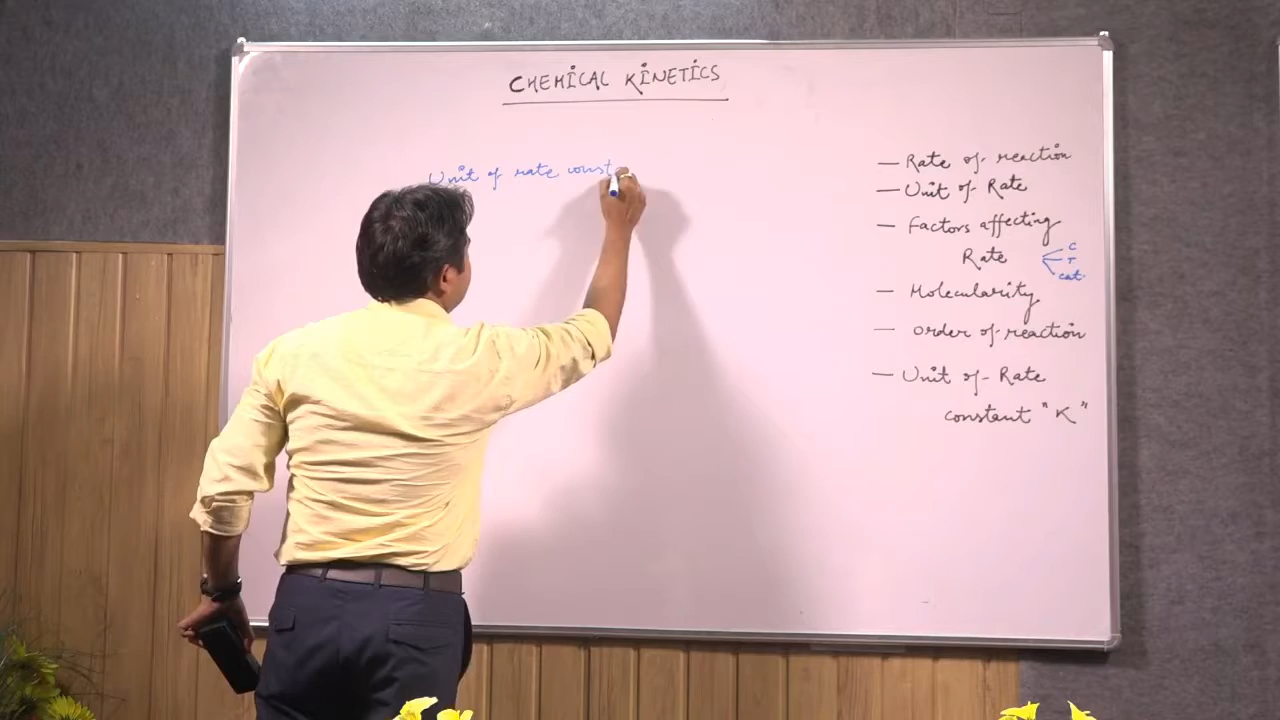 CHEMICAL KINETICS
Unit of rate const
— Rate of reaction
— Unit of Rate
— Factors affecting
Rate
C
T
cat.
— Molecularity
— Order of reaction
— Unit of Rate
constant "K"